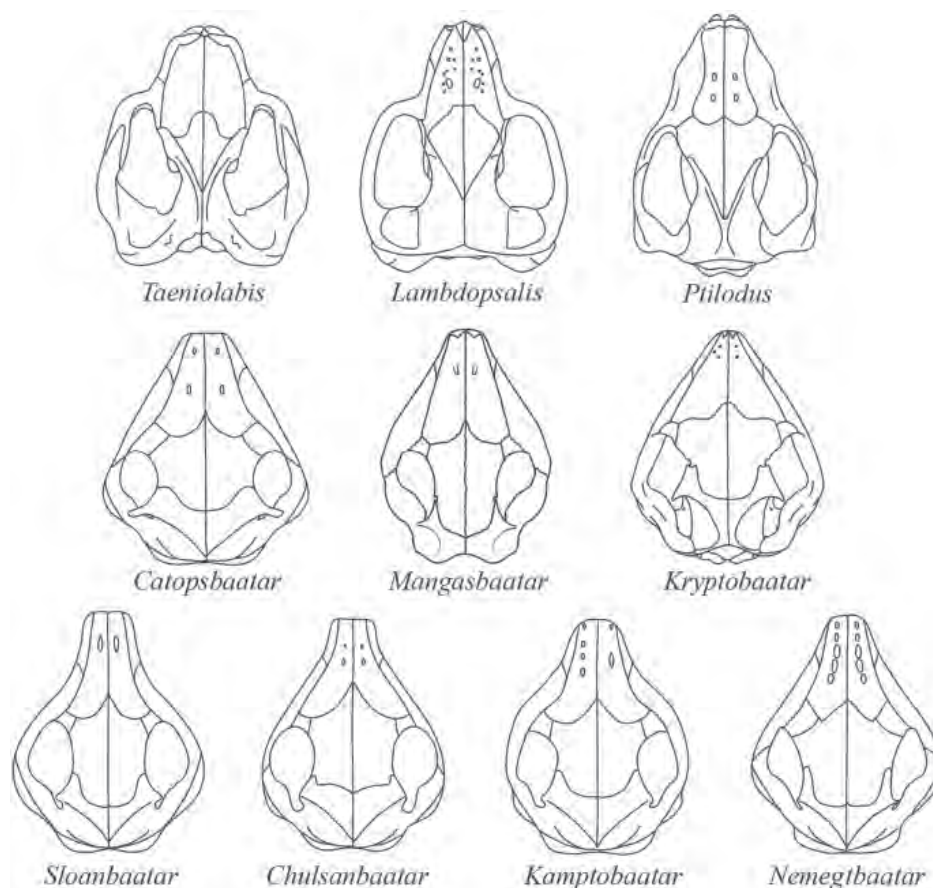 Taeniolabis Lambdopsalis Ptilodus
Catopsbaatar Mangasbaatar Kryptobaatar
Sloanbaatar Chulsanbaatar Kamptobaatar Nemegtbaatar